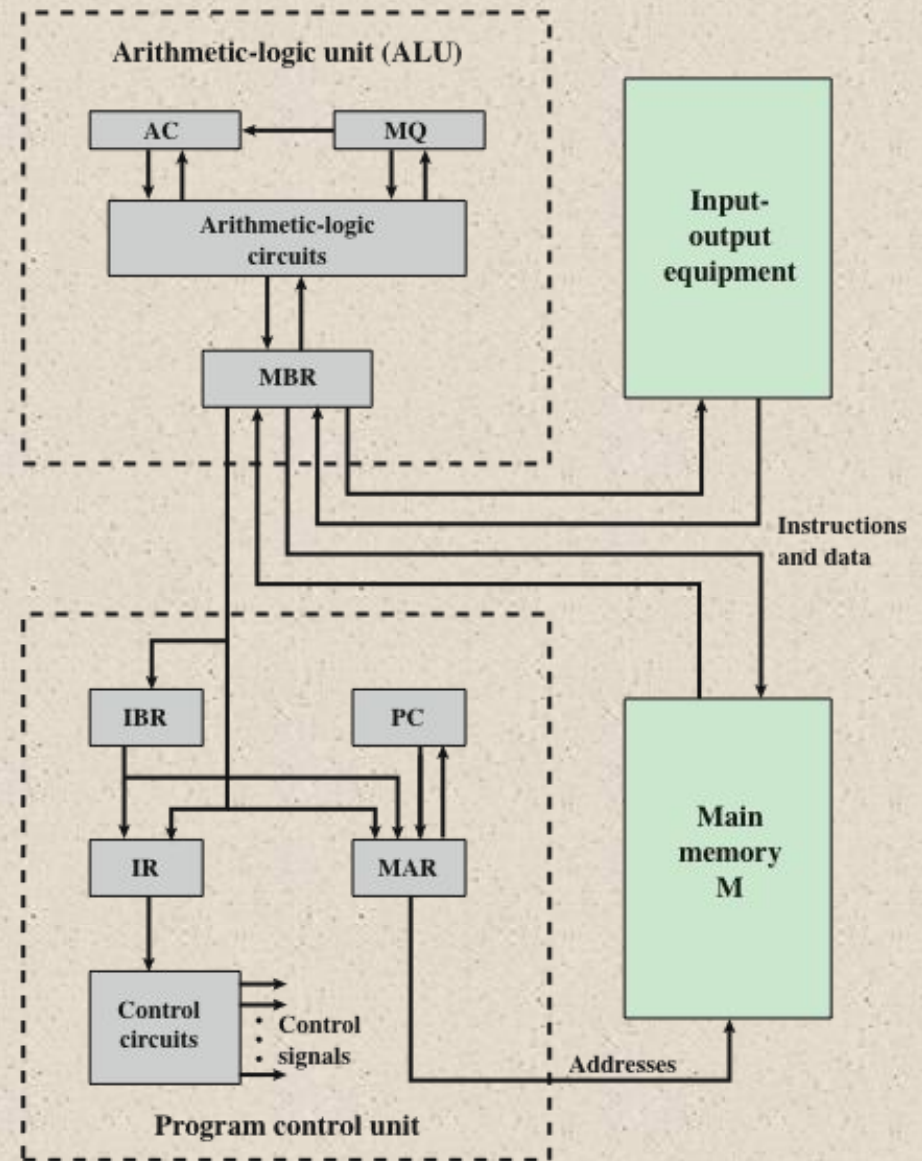 Arithmetic-logic unit (ALU)
AC
MQ
Arithmetic-logic
circuits
MBR
Input-
output
equipment
Instructions
and data
IBR
PC
IR
MAR
Main
memory
M
Control
circuits
Control
signals
Addresses
Program control unit